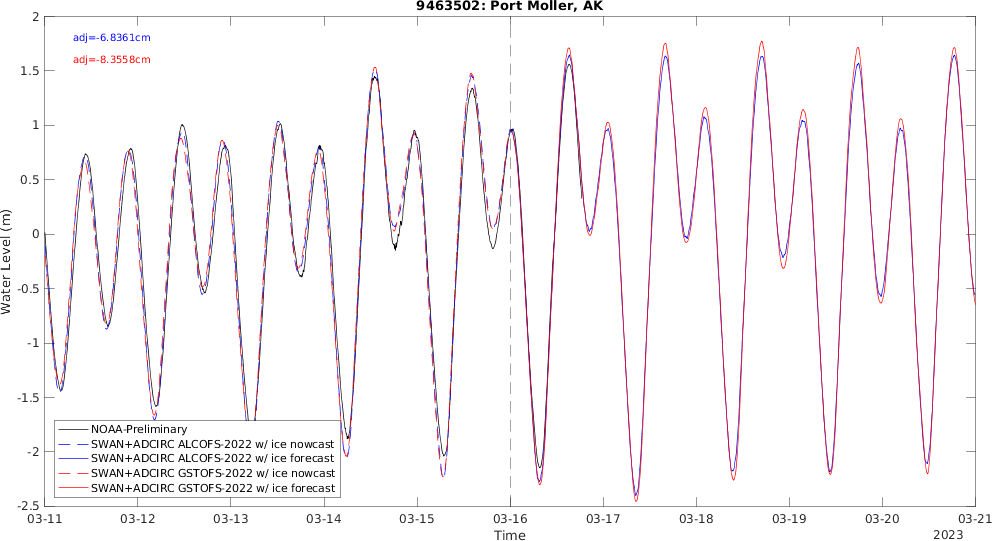 9463502: Port Moller, AK
adj=-6.8361cm
adj=-8.3558cm
Water Level (m)
2
1.5
1
0.5
0
-0.5
-1
-1.5
-2
-2.5
NOAA-Preliminary
SWAN+ADCIRC ALCOFS-2022 w/ ice nowcast
SWAN+ADCIRC ALCOFS-2022 w/ ice forecast
SWAN+ADCIRC GSTOFS-2022 w/ ice nowcast
SWAN+ADCIRC GSTOFS-2022 w/ ice forecast
03-11 03-12 03-13 03-14 03-15 03-16 03-17 03-18 03-19 03-20 03-21
Time
2023